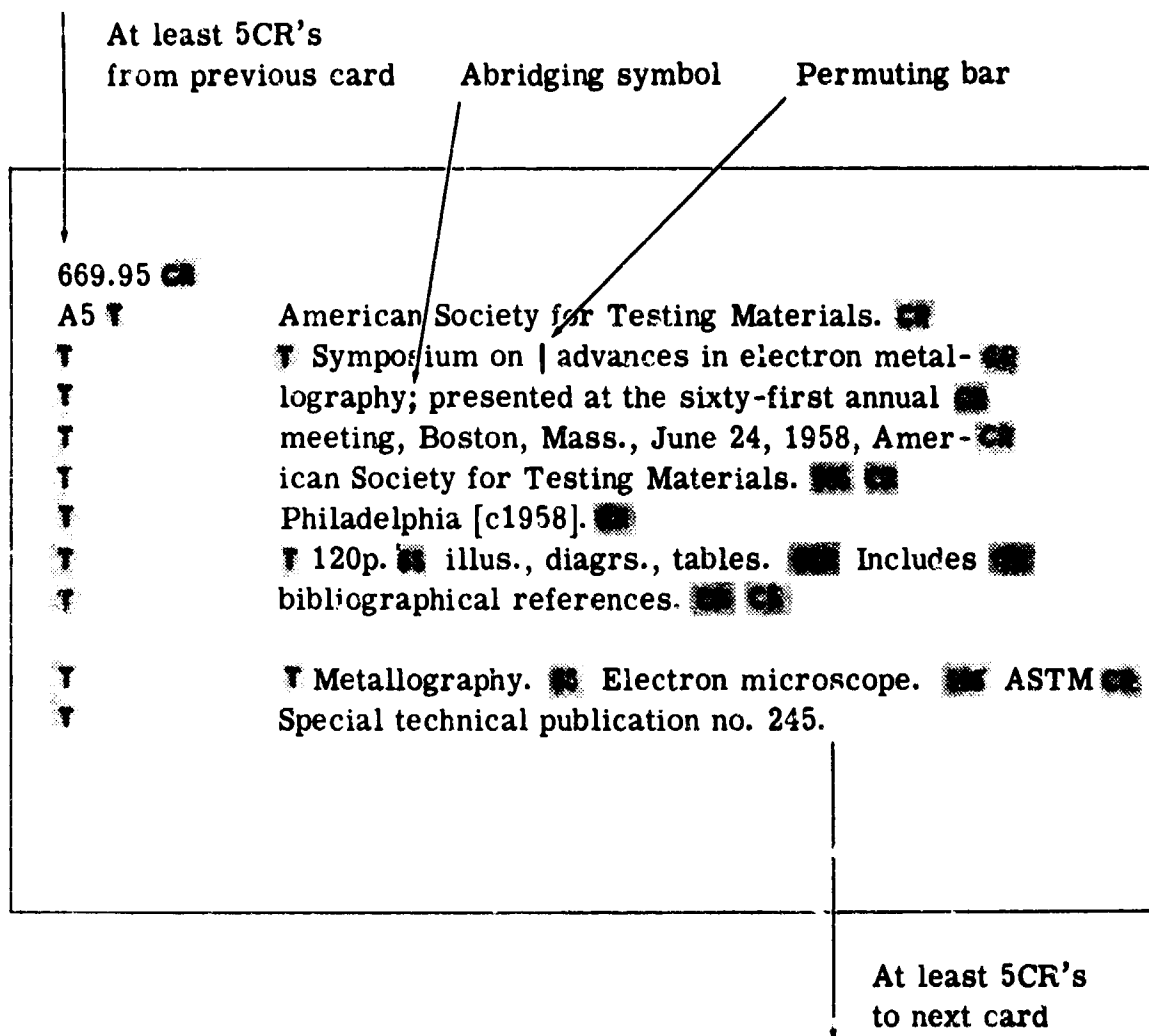 At least 5CR's
from previous card Abridging symbol Permuting bar
669.95 CR
A5 T American Society for Testing Materials. CR
T T Symposium on | advances in electron metal- CR
T lography; presented at the sixty-first annual CR
T meeting, Boston, Mass., June 24, 1958, Amer- CR
T ican Society for Testing Materials. CR
T Philadelphia [c1958]. CR
T T 120p. illus., diagrs., tables. Includes CR
T bibliographical references. CR
T T Metallography. Electron microscope. ASTM CR
T Special technical publication no. 245.
At least 5CR's
to next card